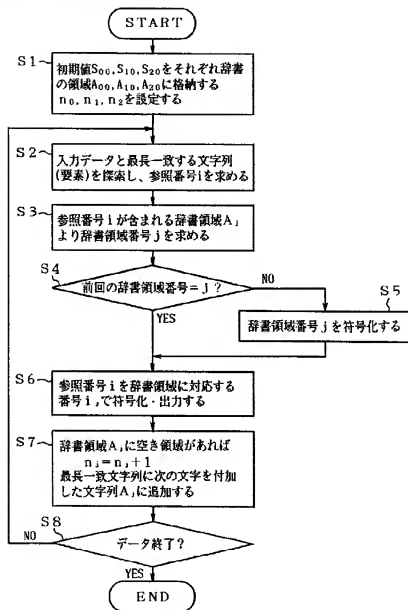 START
S1
初期値S₀₀,S₁₀,S₂₀をそれぞれ辞書
の領域A₀₀,A₁₀,A₂₀に格納する
n₀,n₁,n₂を設定する
S2
入力データと最長一致する文字列
(要素)を探索し、参照番号iを求める
S3
参照番号iが含まれる辞書領域Aⱼ
より辞書領域番号jを求める
S4
前回の辞書領域番号=j?
NO
YES
S5
辞書領域番号jを符号化する
S6
参照番号iを辞書領域に対応する
番号iⱼで符号化・出力する
S7
辞書領域Aⱼに空き領域があれば
nⱼ=nⱼ+1
最長一致文字列に次の文字を付加
した文字列Aⱼに追加する
S8
データ終了?
NO
YES
END